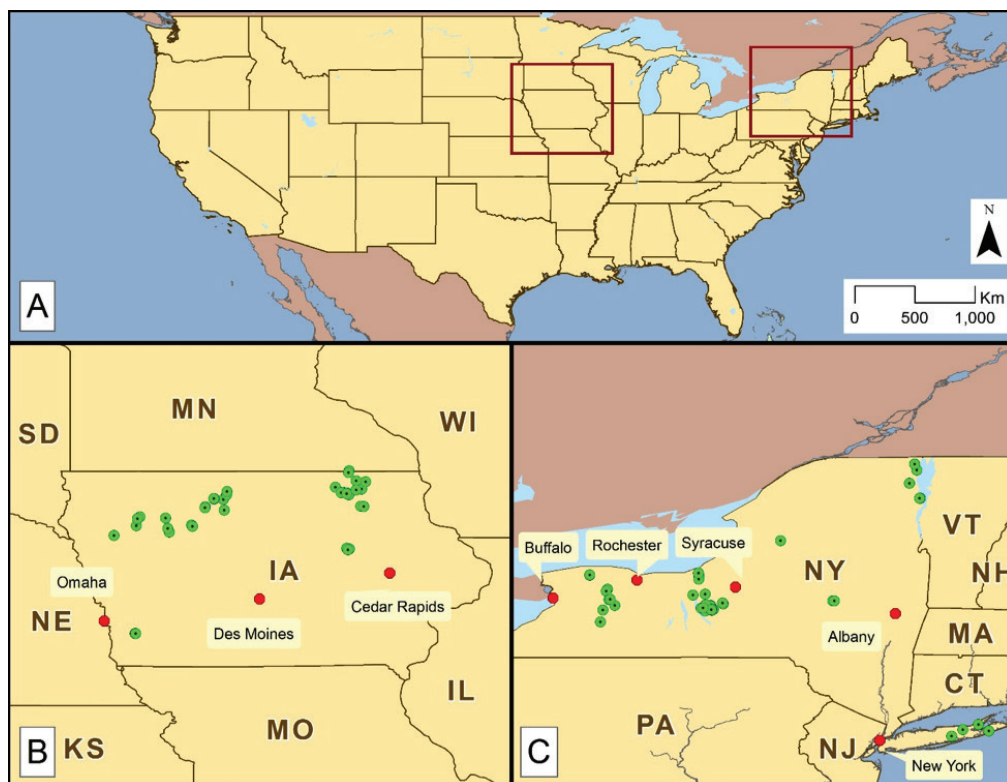 N
Km
0 500 1,000
A
MN
WI
SD
IA
Omaha
Cedar Rapids
NE
Des Moines
IL
MO
KS
B
VT
Buffalo
Rochester
Syracuse
NY
NH
Albany
MA
CT
PA
NJ
New York
C